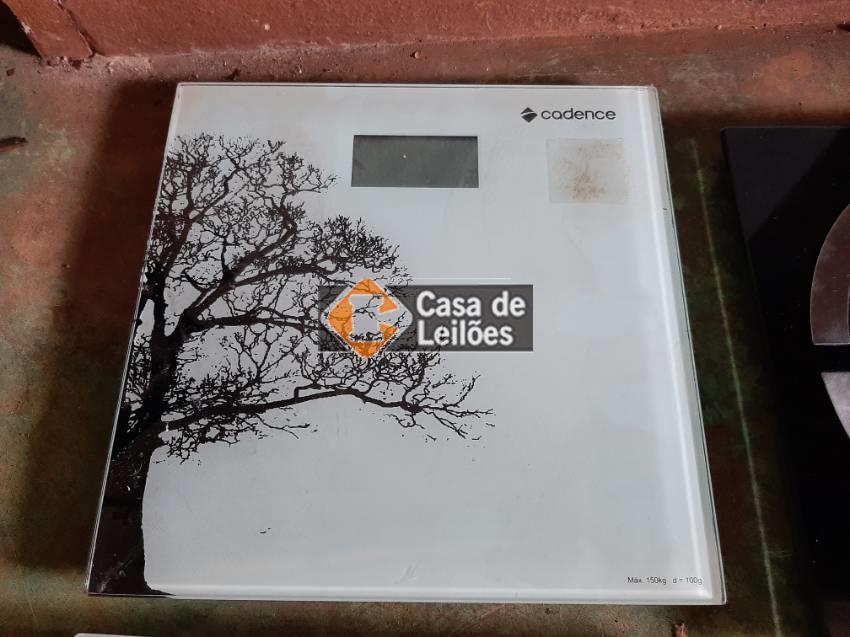 cadence
Casa de
Leilões
Máx. 150kg d = 100g